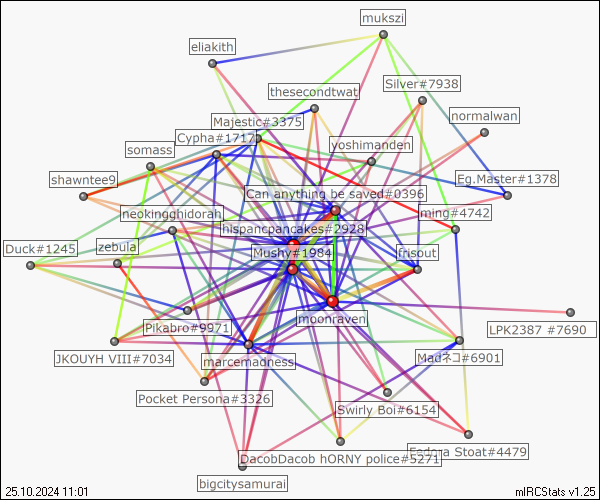 mukszi
eliakith
thesecondtwat
Silver#7938
normalwan
Majestic#3375
Cypha#1717
yoshimanden
somass
shawntee9
Eg.Master#1378
Can anything be saved#0396
neokingghidorah
ming#4742
hispancpancakes#2928
Duck#1245
zebula
Mushy#1984
frisout
moonraven
Pikabro#9971
LPK2387 #7690
JKOUYH VIII#7034
marcemadness
Madネコ#6901
Pocket Persona#3326
Swirly Boi#6154
Fedora Stoat#4479
DacobDacob hORNY police#5271
bigcitysamurai
25.10.2024 11:01
mIRCStats v1.25